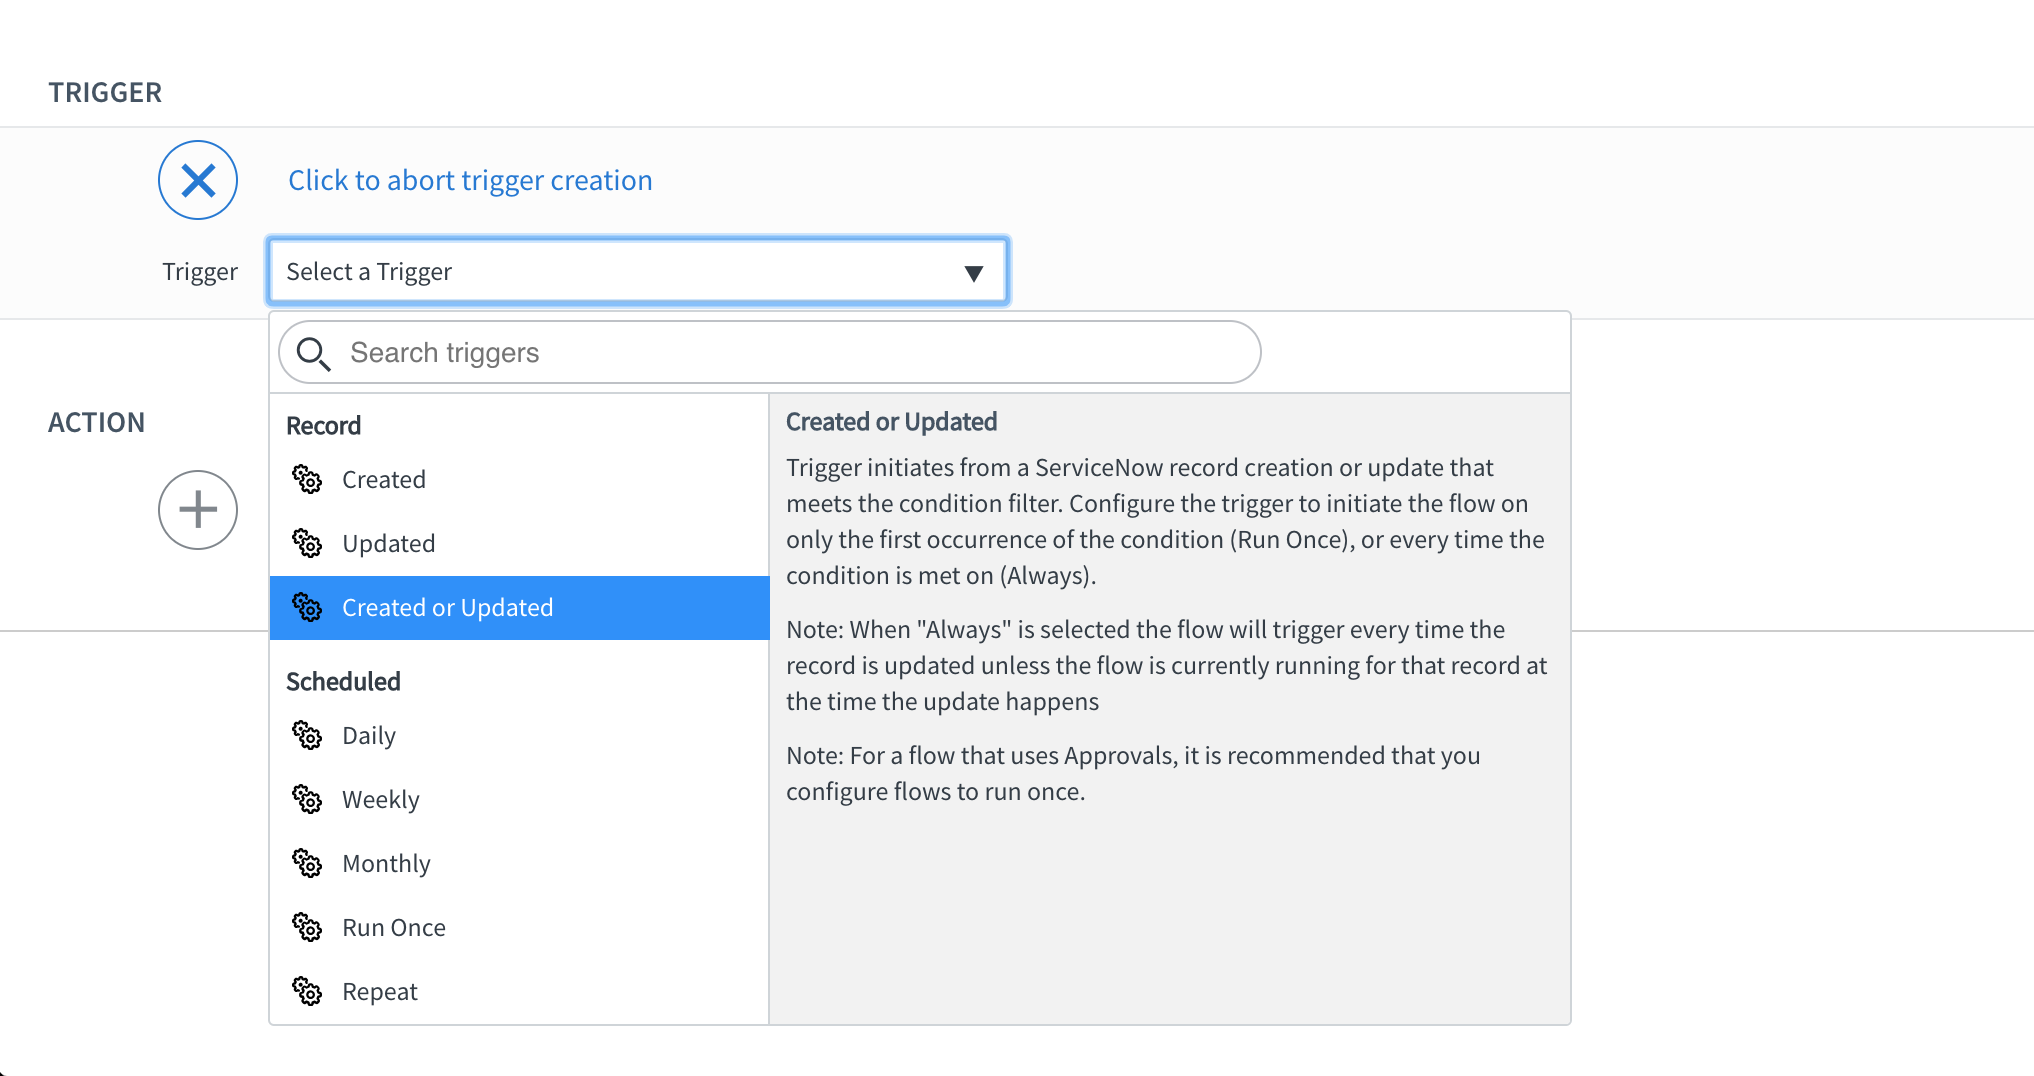 TRIGGER
Click to abort trigger creation
Trigger
Select a Trigger
Search triggers
ACTION
Record
Created
Updated
Created or Updated
Scheduled
Daily
Weekly
Monthly
Run Once
Repeat
Created or Updated
Trigger initiates from a ServiceNow record creation or update that
meets the condition filter. Configure the trigger to initiate the flow on
only the first occurrence of the condition (Run Once), or every time the
condition is met on (Always).
Note: When "Always" is selected the flow will trigger every time the
record is updated unless the flow is currently running for that record at
the time the update happens
Note: For a flow that uses Approvals, it is recommended that you
configure flows to run once.